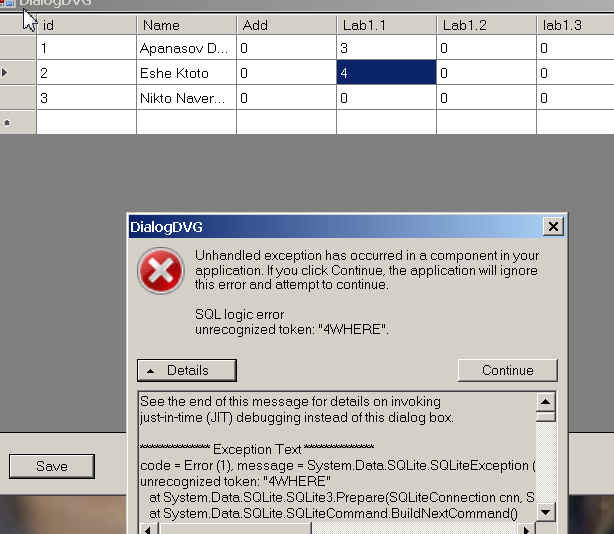 DialogDVG
id Name Add Lab1.1 Lab1.2 lab1.3
1 Apanasov D... 0 3 0 0
2 Eshe Ktoto 0 4 0 0
3 Nikto Naver... 0 0 0 0
DialogDVG
Unhandled exception has occurred in a component in your
application. If you click Continue, the application will ignore
this error and attempt to continue.
SQL logic error
unrecognized token: "4WHERE".
Details Continue
See the end of this message for details on invoking
just-in-time (JIT) debugging instead of this dialog box.
************** Exception Text **************
code = Error (1), message = System.Data.SQLite.SQLiteException (
unrecognized token: "4WHERE"
at System.Data.SQLite.SQLite3.Prepare(SQLiteConnection cnn, S
at System.Data.SQLite.SQLiteCommand.BuildNextCommand()
Save